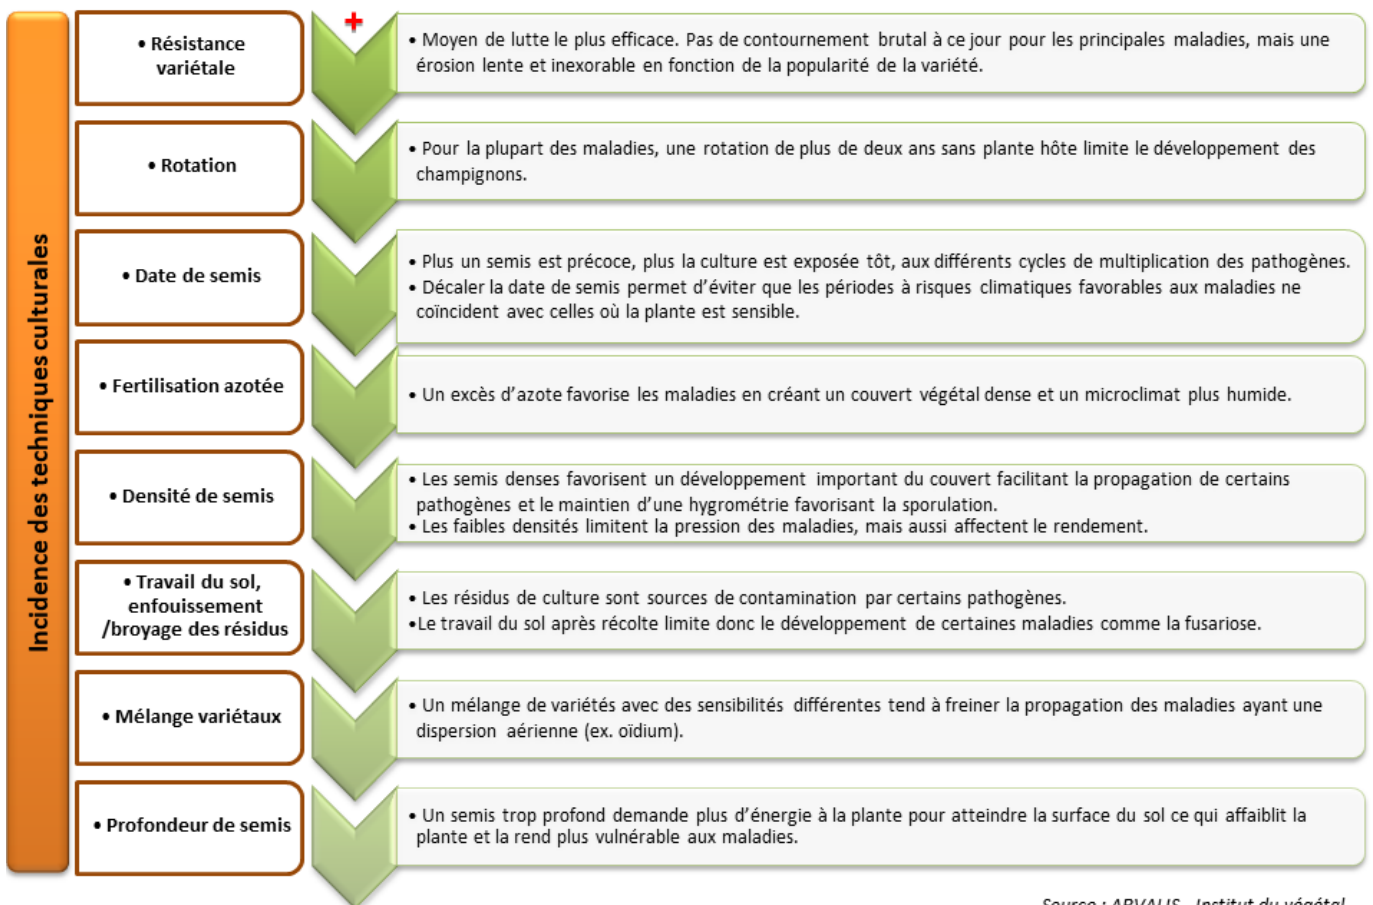 Incidence des techniques culturales
• Résistance
variétale
+
• Moyen de lutte le plus efficace. Pas de contournement brutal à ce jour pour les principales maladies, mais une
érosion lente et inexorable en fonction de la popularité de la variété.
• Rotation
• Pour la plupart des maladies, une rotation de plus de deux ans sans plante hôte limite le développement des
champignons.
• Date de semis
• Plus un semis est précoce, plus la culture est exposée tôt, aux différents cycles de multiplication des pathogènes.
• Décaler la date de semis permet d’éviter que les périodes à risques climatiques favorables aux maladies ne
coïncident avec celles où la plante est sensible.
• Fertilisation azotée
• Un excès d’azote favorise les maladies en créant un couvert végétal dense et un microclimat plus humide.
• Densité de semis
• Les semis denses favorisent un développement important du couvert facilitant la propagation de certains
pathogènes et le maintien d’une hygrométrie favorisant la sporulation.
• Les faibles densités limitent la pression des maladies, mais aussi affectent le rendement.
• Travail du sol,
enfouissement
/broyage des résidus
• Les résidus de culture sont sources de contamination par certains pathogènes.
•Le travail du sol après récolte limite donc le développement de certaines maladies comme la fusariose.
• Mélange variétaux
• Un mélange de variétés avec des sensibilités différentes tend à freiner la propagation des maladies ayant une
dispersion aérienne (ex. oïdium).
• Profondeur de semis
• Un semis trop profond demande plus d’énergie à la plante pour atteindre la surface du sol ce qui affaiblit la
plante et la rend plus vulnérable aux maladies.
Source : ARVALIS - Institut du végétal